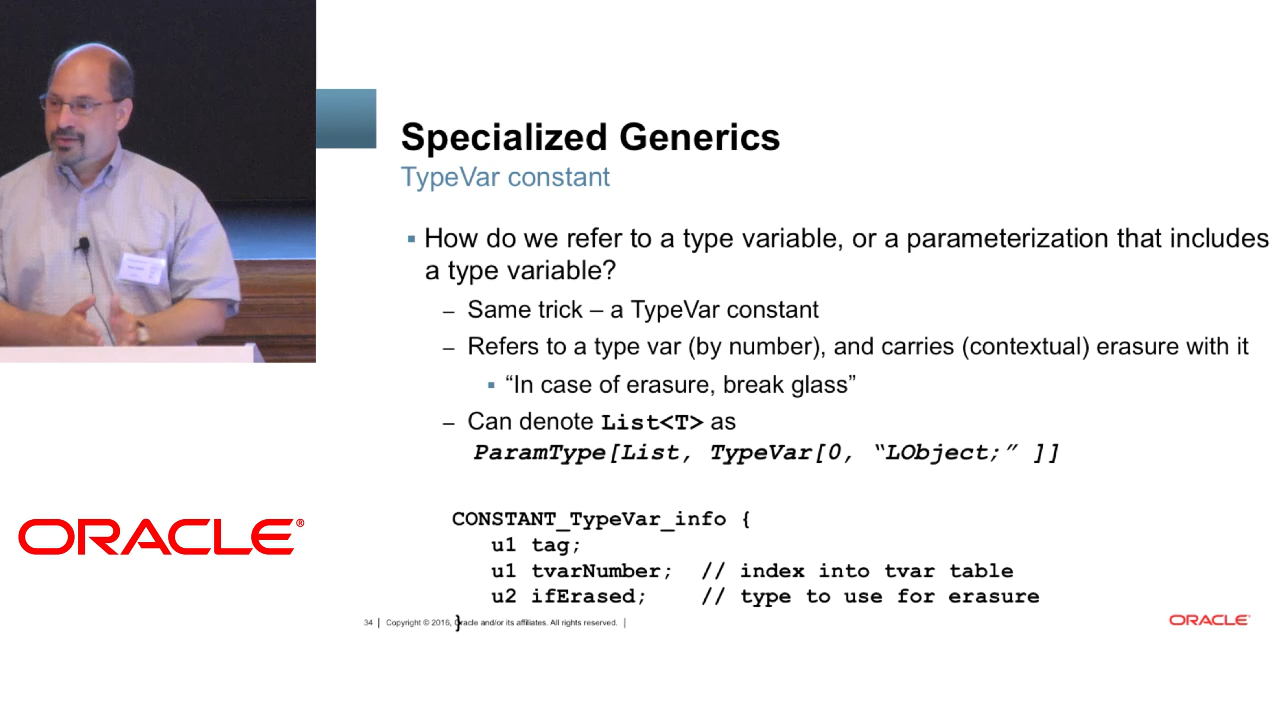 Specialized Generics
TypeVar constant
▪ How do we refer to a type variable, or a parameterization that includes
a type variable?
– Same trick – a TypeVar constant
– Refers to a type var (by number), and carries (contextual) erasure with it
▪ “In case of erasure, break glass”
– Can denote List<T> as
ParamType[List, TypeVar[0, “LObject;” ]]
CONSTANT_TypeVar_info {
u1 tag;
u1 tvarNumber; // index into tvar table
u2 ifErased; // type to use for erasure
}
34 | Copyright © 2016, Oracle and/or its affiliates. All rights reserved. |
ORACLE®
ORACLE®